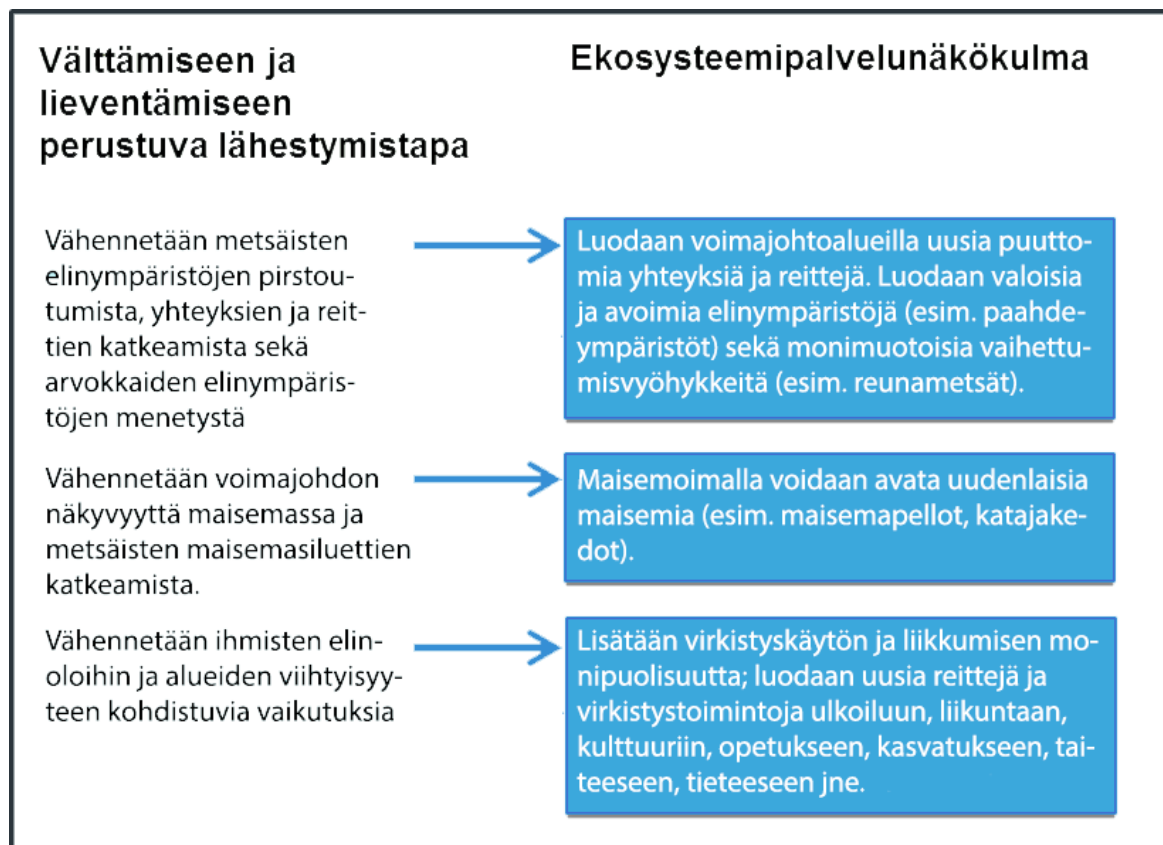 Välttämiseen ja
lieventämiseen
perustuva lähestymistapa
Ekosysteemipalvelunäkökulma
Vähennetään metsäisten
elinympäristöjen pirstou-
tumista, yhteyksien ja reit-
tien katkeamista sekä
arvokkaiden elinympäris-
töjen menetystä
Luodaan voimajohtoalueilla uusia puutto-
mia yhteyksiä ja reittejä. Luodaan valoisia
ja avoimia elinympäristöjä (esim. paahde-
ympäristöt) sekä monimuotoisia vaihettu-
misvyöhykkeitä (esim. reunametsät).
Vähennetään voimajohdon
näkyvyyttä maisemassa ja
metsäisten maisemasiluettien
katkeamista.
Maisemoimalla voidaan avata uudenlaisia
maisemia (esim. maisemapellot, katajake-
dot).
Vähennetään ihmisten elin-
oloihin ja alueiden viihtyisyy-
teen kohdistuvia vaikutuksia
Lisätään virkistyskäytön ja liikkumisen mo-
nipuolisuutta; luodaan uusia reittejä ja
virkistystoimintoja ulkoiluun, liikuntaan,
kulttuuriin, opetukseen, kasvatukseen, tai-
teeseen, tieteeseen jne.